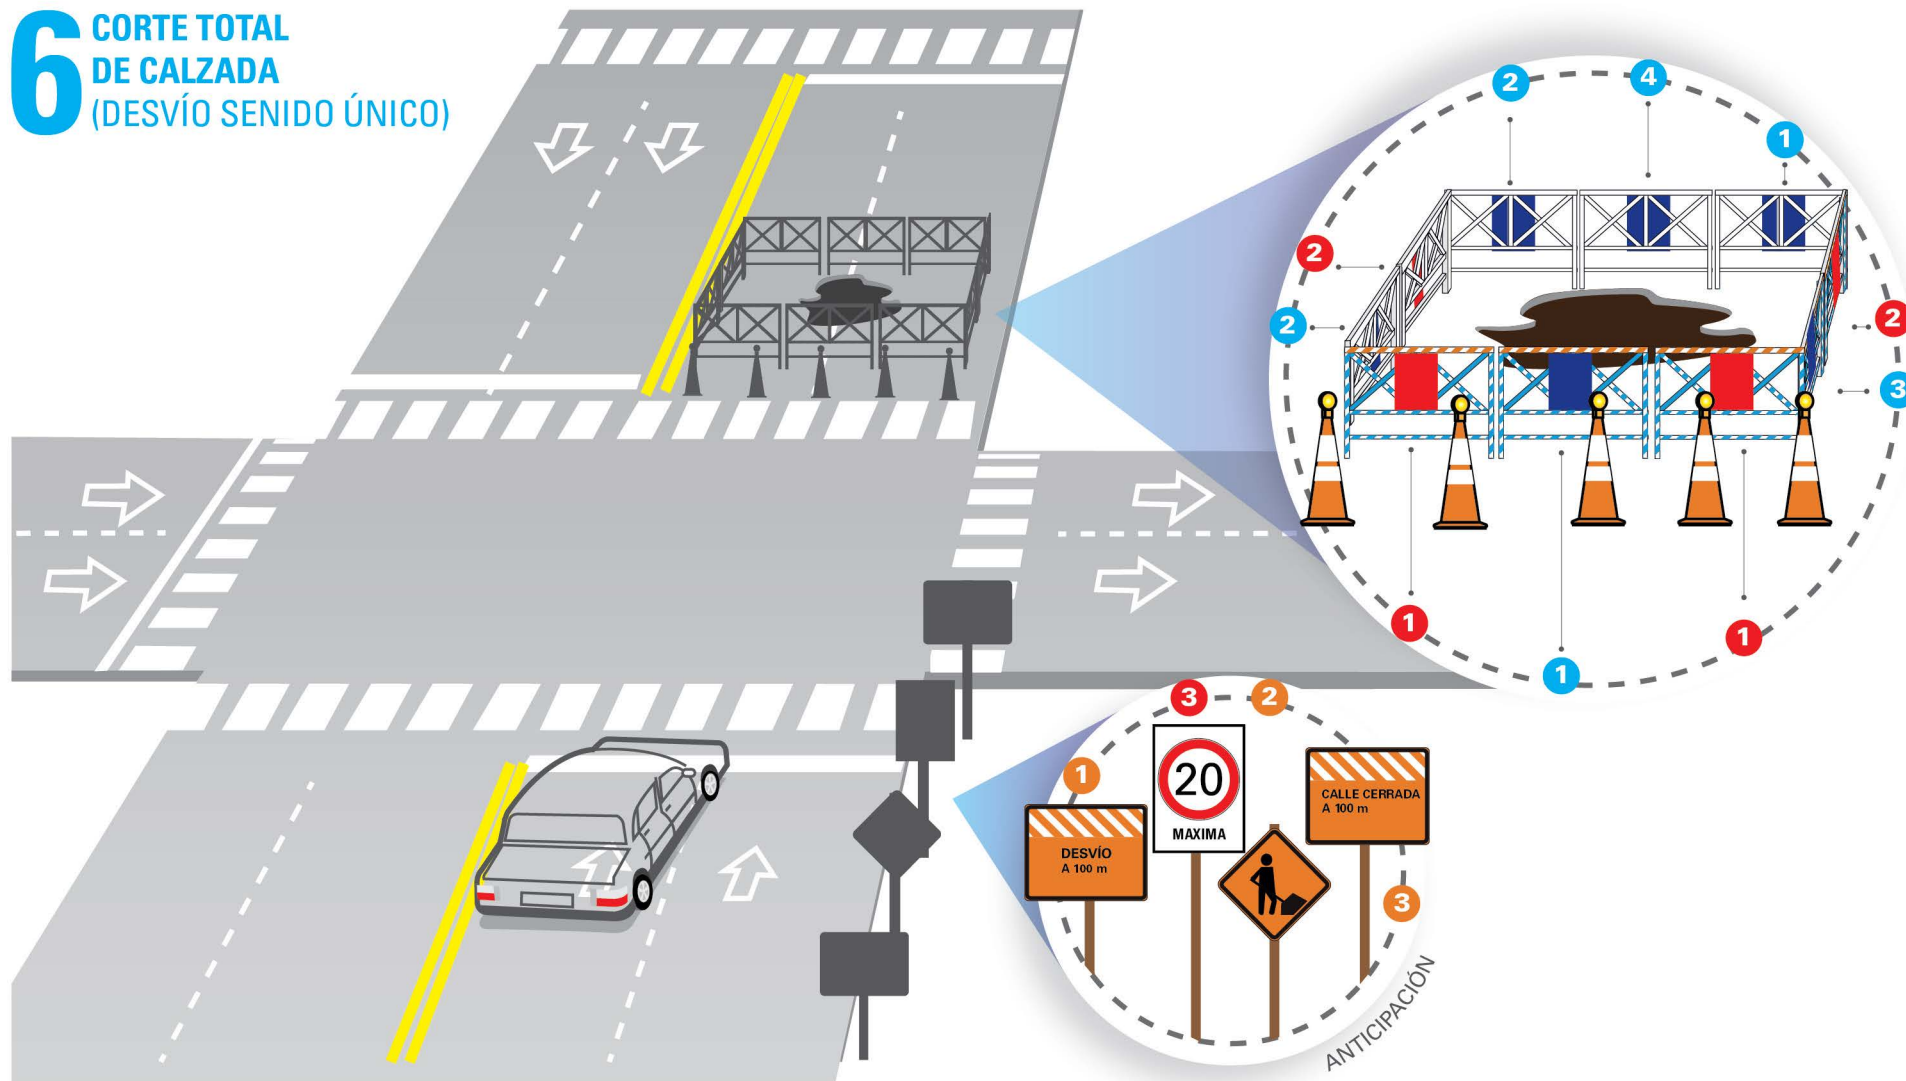 6
CORTE TOTAL
DE CALZADA
(DESVÍO SENIDO ÚNICO)
2
4
1
2
2
2
3
1
1
1
3
2
1
3
DESVÍO
A 100 m
20
MAXIMA
CALLE CERRADA
A 100 m
ANTICIPACIÓN